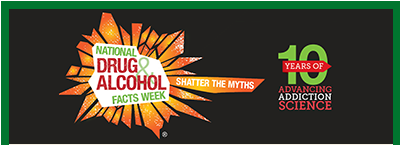 NATIONAL
DRUG &
ALCOHOL
FACTS WEEK
SHATTER THE MYTHS
®
10
YEARS OF
ADVANCING
ADDICTION
SCIENCE